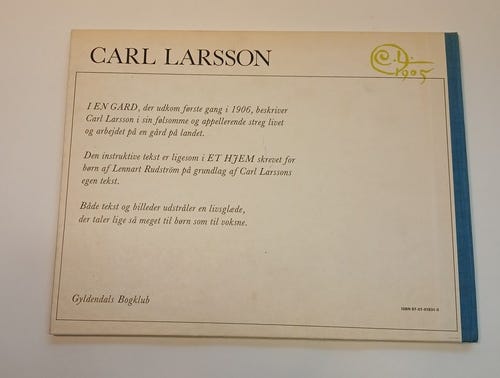 CARL LARSSON
C.L.
1905
I EN GÅRD, der udkom første gang i 1906, beskriver
Carl Larsson i sin følsomme og appellerende streg livet
og arbejdet på en gård på landet.
Den instruktive tekst er ligesom i ET HJEM skrevet for
børn af Lennart Rudström på grundlag af Carl Larssons
egen tekst.
Både tekst og billeder udstråler en livsglæde,
der taler lige så meget til børn som til voksne.
Gyldendals Bogklub